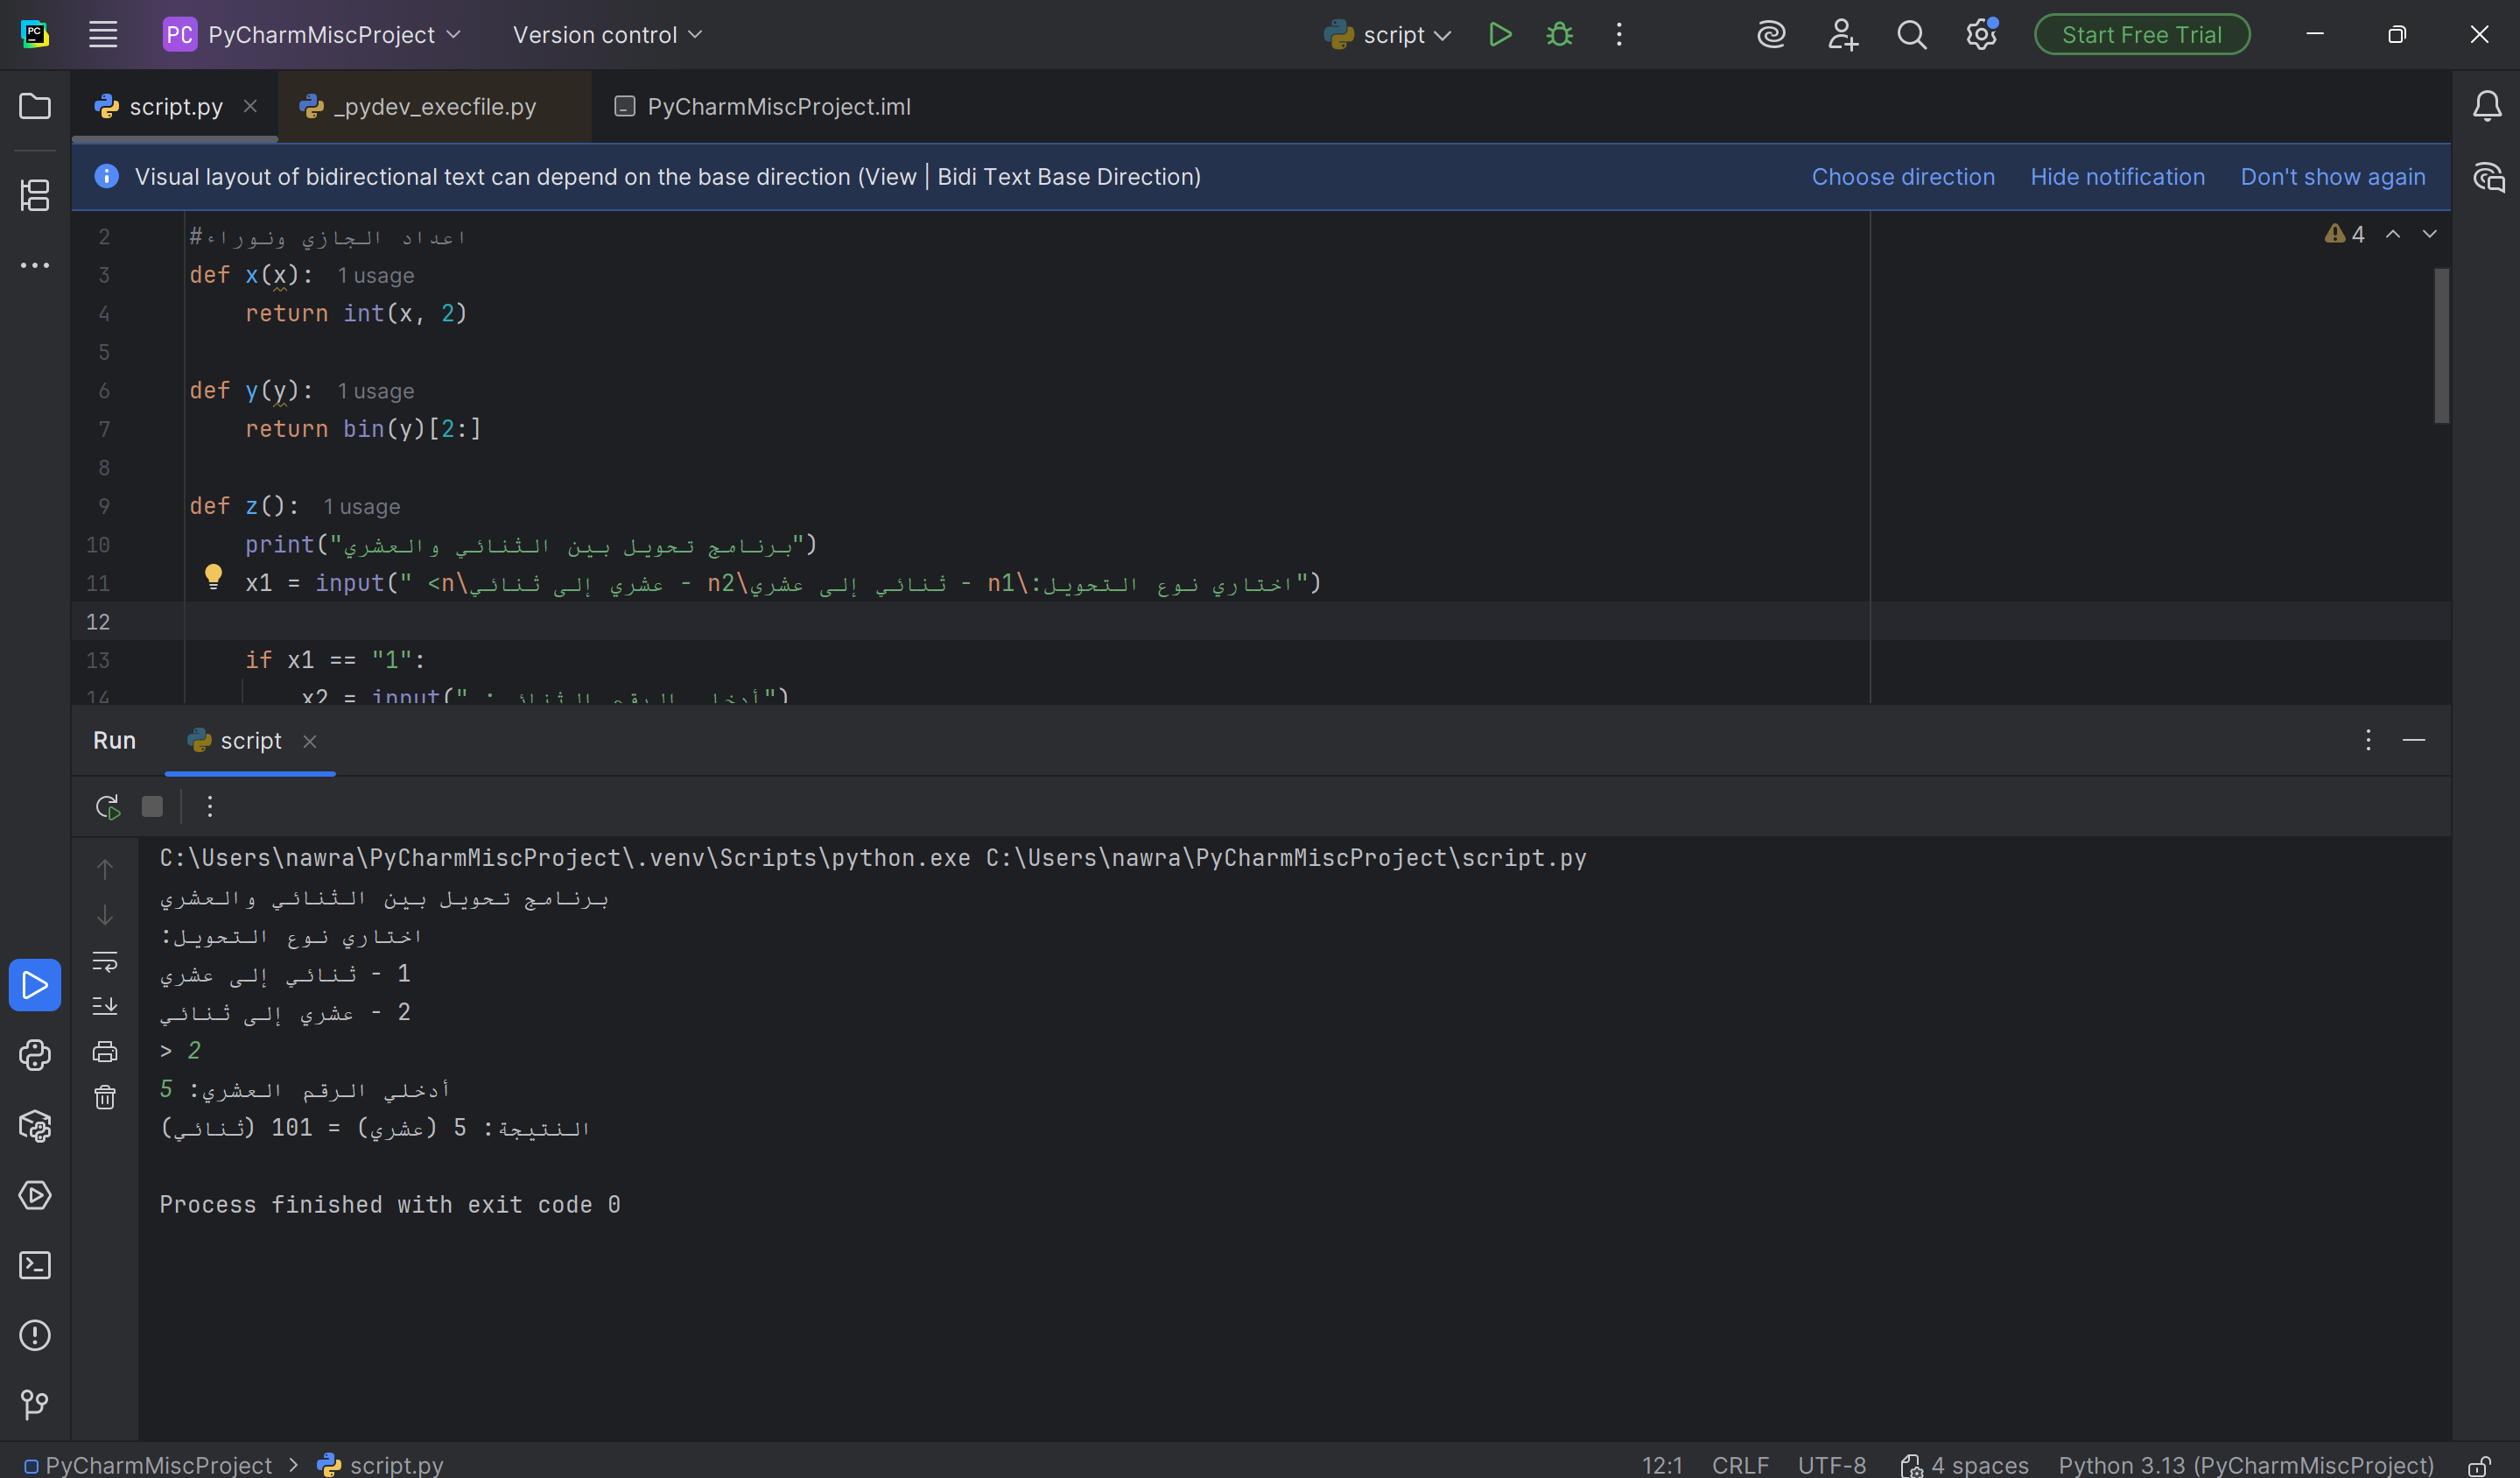 PC PyCharmMiscProject Version control script Start Free Trial
script.py _pydev_execfile.py PyCharmMiscProject.iml
Visual layout of bidirectional text can depend on the base direction (View | Bidi Text Base Direction) Choose direction Hide notification Don't show again
2 #اعداد الجازي ونوراء
4
3 def x(x): 1 usage
4 return int(x, 2)
5
6 def y(y): 1 usage
7 return bin(y)[2:]
8
9 def z(): 1 usage
10 print("برنامج تحويل بين الثنائي والعشري")
11 x1 = input("اختاري نوع التحويل:\n1 - ثنائي إلى عشري\n2 - عشري إلى ثنائي\n> ")
12
13 if x1 == "1":
14 x2 = input("أدخلي الرقم الثنائي: ")
Run script
C:\Users\nawra\PyCharmMiscProject\.venv\Scripts\python.exe C:\Users\nawra\PyCharmMiscProject\script.py
برنامج تحويل بين الثنائي والعشري
اختاري نوع التحويل:
1 - ثنائي إلى عشري
2 - عشري إلى ثنائي
> 2
أدخلي الرقم العشري: 5
النتيجة: 5 (عشري) = 101 (ثنائي)
Process finished with exit code 0
PyCharmMiscProject > script.py 12:1 CRLF UTF-8 4 spaces Python 3.13 (PyCharmMiscProject)